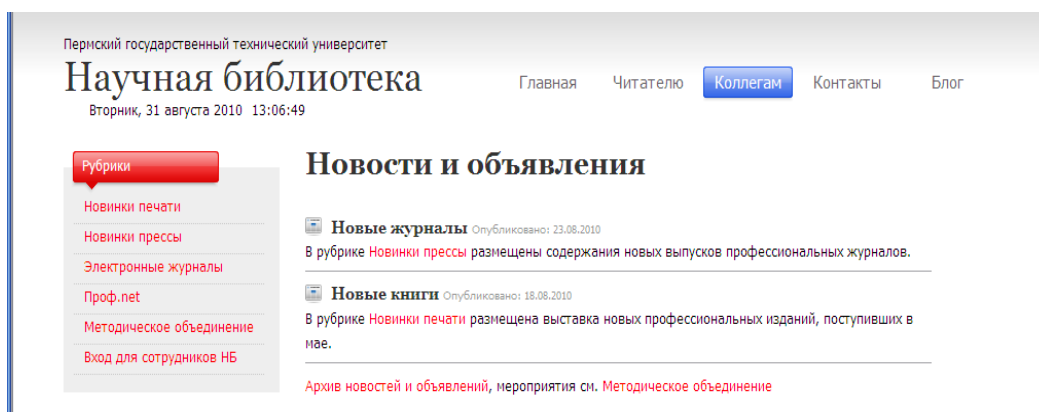 Пермский государственный технический университет
Научная библиотека
Главная Читателю Коллегам Контакты Блог
Вторник, 31 августа 2010 13:06:49
Рубрики
Новинки печати
Новинки прессы
Электронные журналы
Проф.net
Методическое объединение
Вход для сотрудников НБ
Новости и объявления
Новые журналы Опубликовано: 23.08.2010
В рубрике Новинки прессы размещены содержания новых выпусков профессиональных журналов.
Новые книги Опубликовано: 18.08.2010
В рубрике Новинки печати размещена выставка новых профессиональных изданий, поступивших в
мае.
Архив новостей и объявлений, мероприятия см. Методическое объединение